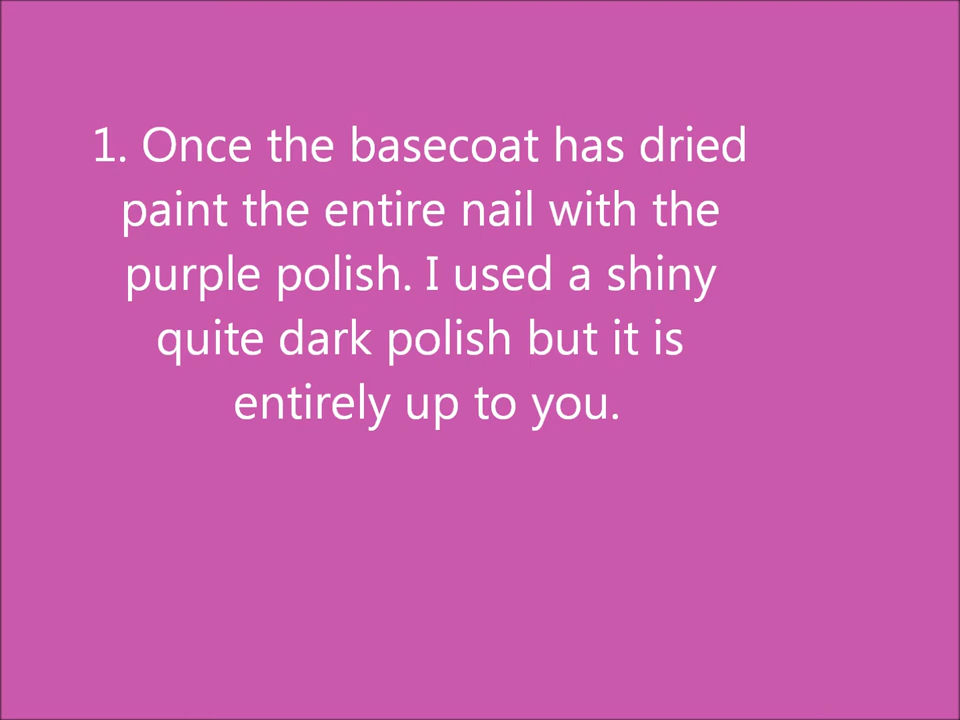 1. Once the basecoat has dried
paint the entire nail with the
purple polish. I used a shiny
quite dark polish but it is
entirely up to you.